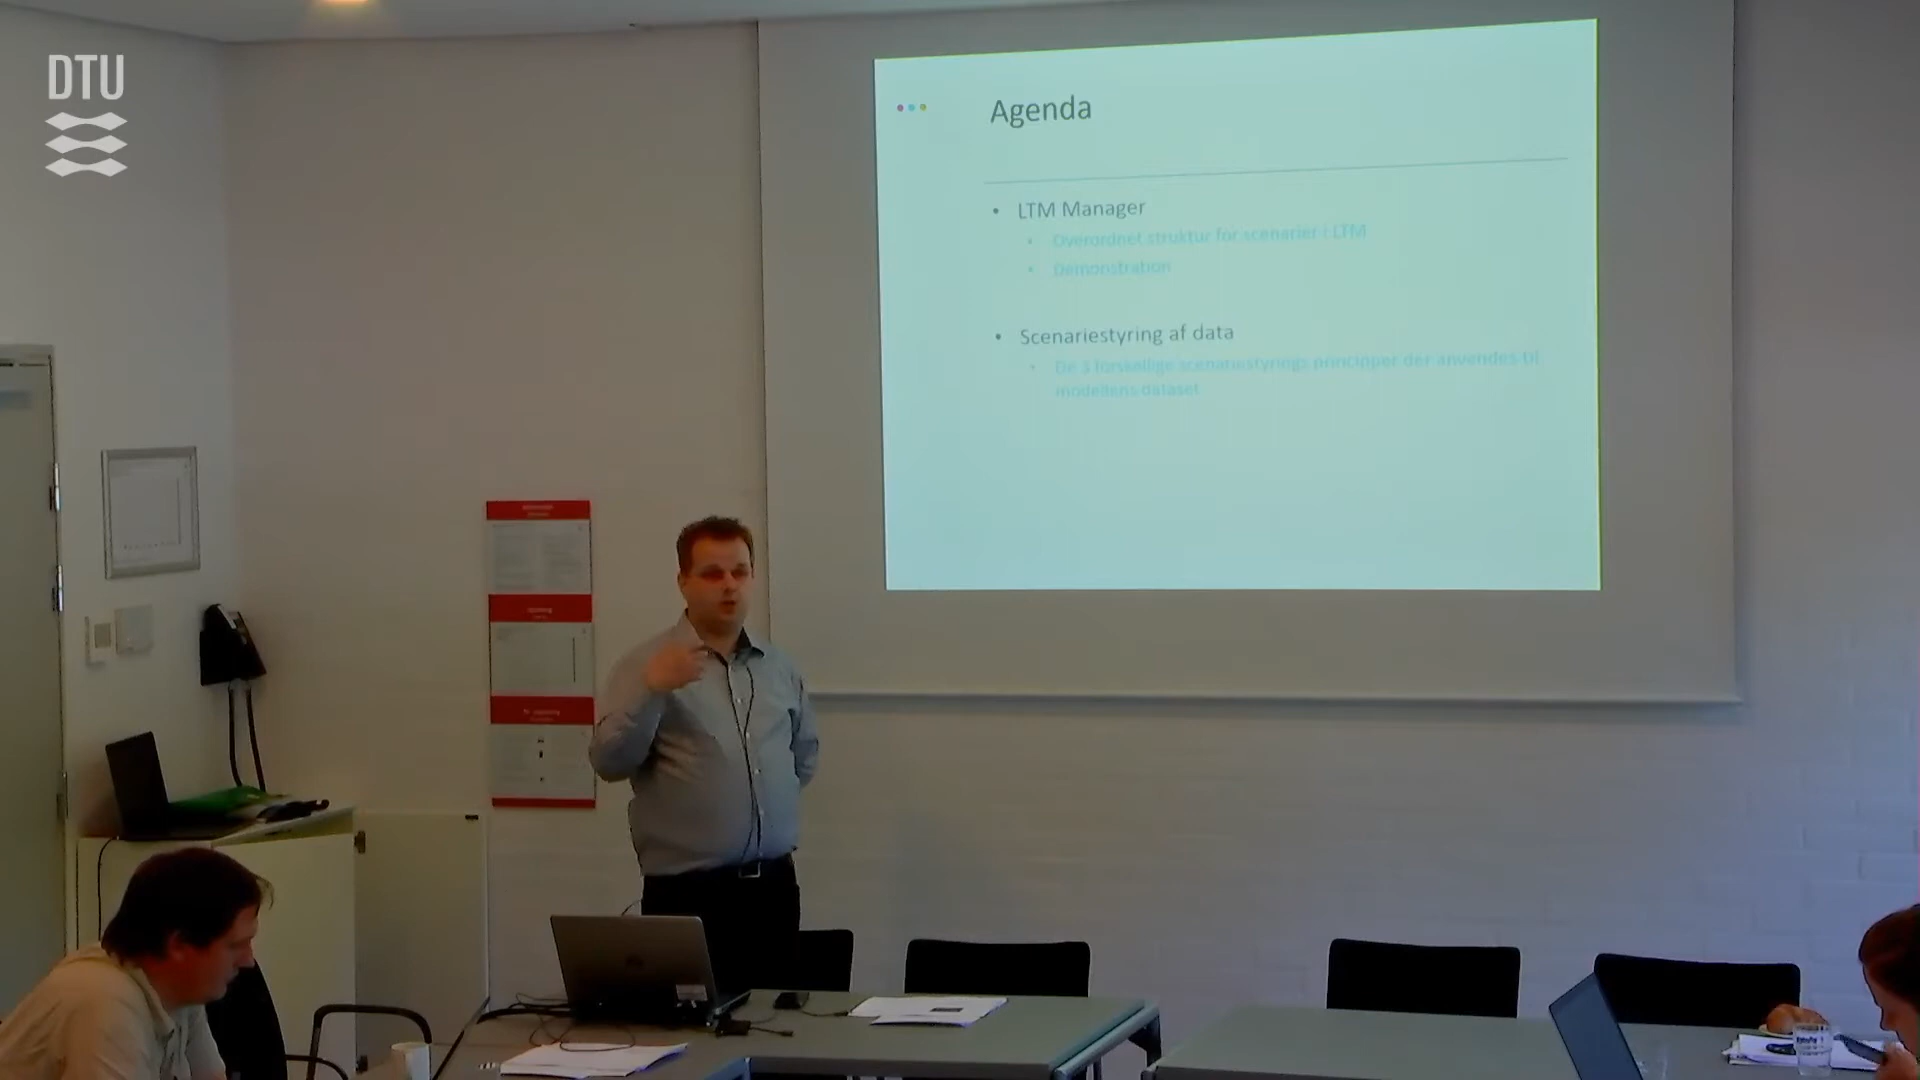 DTU
Agenda
• LTM Manager
• Overordnet struktur for scenarier i LTM
• Demonstration
• Scenariestyring af data
• De 3 forskellige scenariestyrings principper der anvendes til
modellens dataset